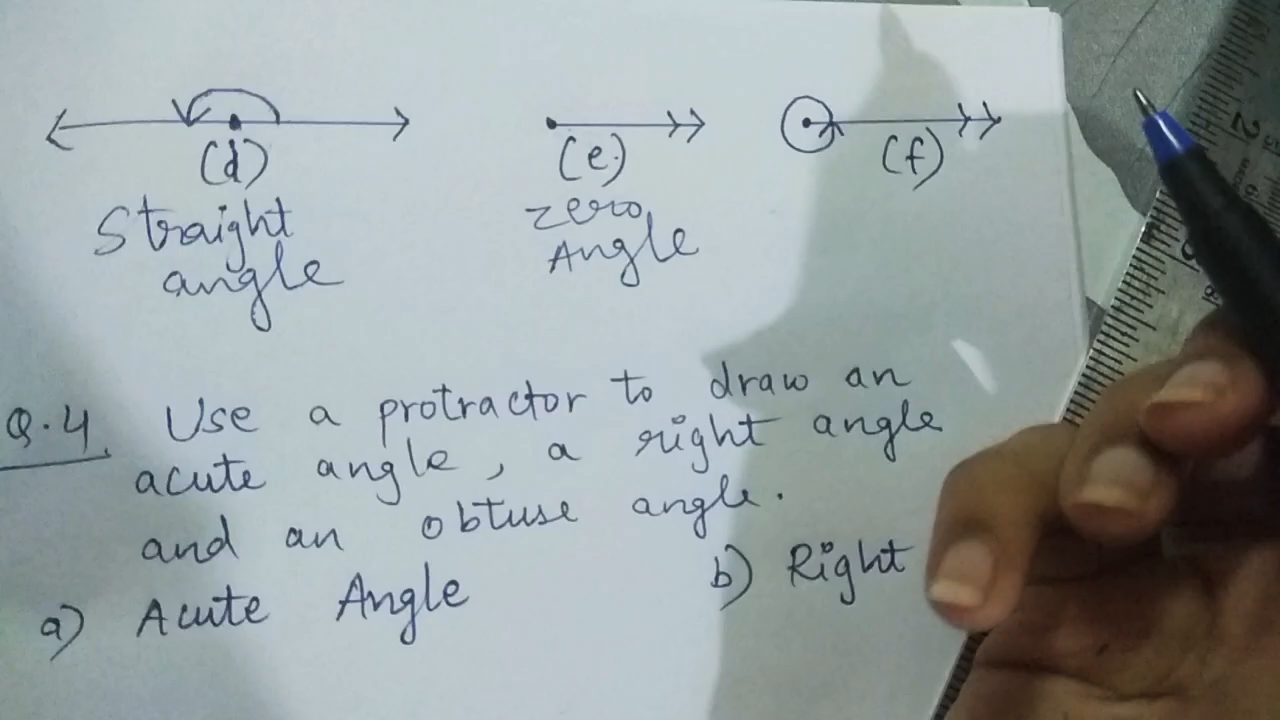 (d)
(e)
(f)
Straight
angle
zero
Angle
Q.4. Use a protractor to draw an
acute angle, a right angle
and an obtuse angle.
a) Acute Angle
b) Right
2